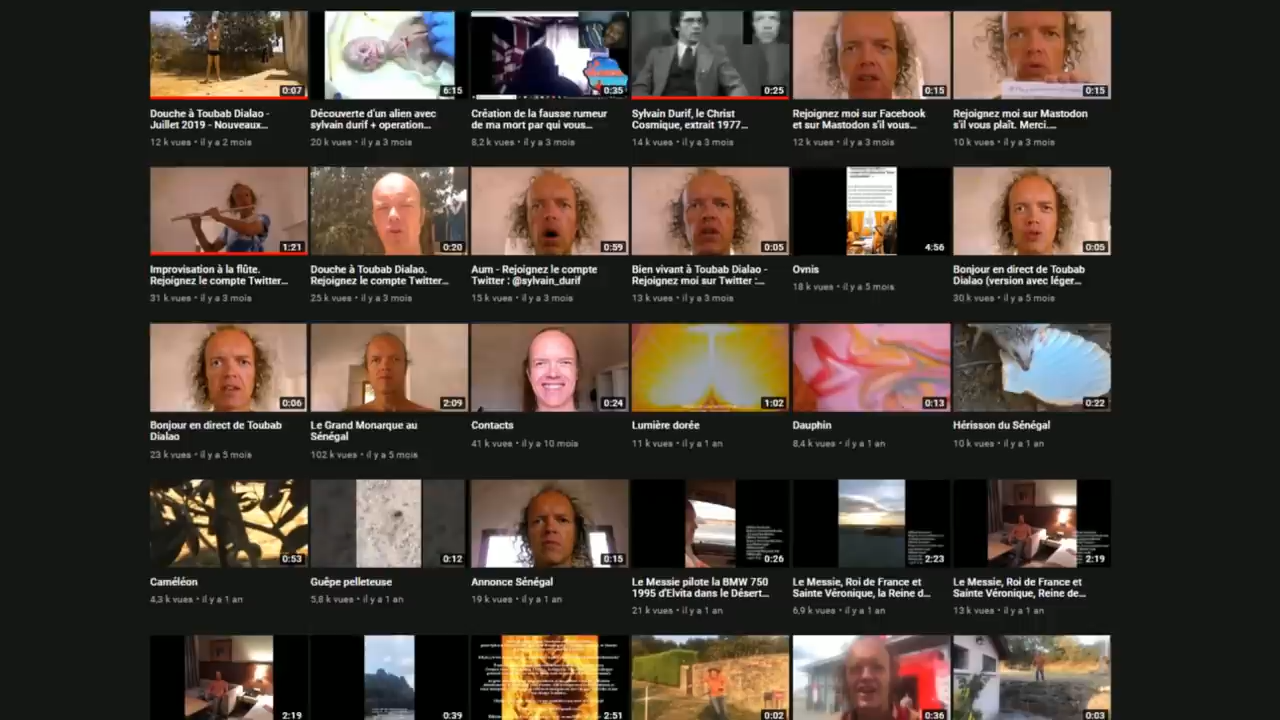 0:07
6:15
0:35
0:25
0:15
0:15
Douche à Toubab Dialao -
Juillet 2019 - Nouveaux...
12 k vues • il y a 2 mois
Découverte d'un alien avec
sylvain durif + operation...
20 k vues • il y a 3 mois
Création de la fausse rumeur
de ma mort par qui vous...
8,2 k vues • il y a 3 mois
Sylvain Durif, le Christ
Cosmique, extrait 1977...
14 k vues • il y a 3 mois
Rejoignez moi sur Facebook
et sur Mastodon s'il vous...
12 k vues • il y a 3 mois
Rejoignez moi sur Mastodon
s'il vous plaît. Merci....
10 k vues • il y a 3 mois
1:21
0:20
0:59
0:05
4:56
0:05
Improvisation à la flûte.
Rejoignez le compte Twitter...
31 k vues • il y a 3 mois
Douche à Toubab Dialao.
Rejoignez le compte Twitter...
25 k vues • il y a 3 mois
Aum - Rejoignez le compte
Twitter : @sylvain_durif
15 k vues • il y a 3 mois
Bien vivant à Toubab Dialao -
Rejoignez moi sur Twitter :...
13 k vues • il y a 3 mois
Ovnis
18 k vues • il y a 5 mois
Bonjour en direct de Toubab
Dialao (version avec léger...
30 k vues • il y a 5 mois
0:06
2:09
0:24
1:02
0:13
0:22
Bonjour en direct de Toubab
Dialao
23 k vues • il y a 5 mois
Le Grand Monarque au
Sénégal
102 k vues • il y a 5 mois
Contacts
41 k vues • il y a 10 mois
Lumière dorée
11 k vues • il y a 1 an
Dauphin
8,4 k vues • il y a 1 an
Hérisson du Sénégal
10 k vues • il y a 1 an
0:53
0:12
0:15
0:26
2:23
2:19
Caméléon
4,3 k vues • il y a 1 an
Guêpe pelleteuse
5,8 k vues • il y a 1 an
Annonce Sénégal
19 k vues • il y a 1 an
Le Messie pilote la BMW 750
1995 d'Elvita dans le Désert...
21 k vues • il y a 1 an
Le Messie, Roi de France et
Sainte Véronique, la Reine d...
6,9 k vues • il y a 1 an
Le Messie, Roi de France et
Sainte Véronique, Reine de...
13 k vues • il y a 1 an
2:19
0:39
2:51
0:02
0:36
0:03